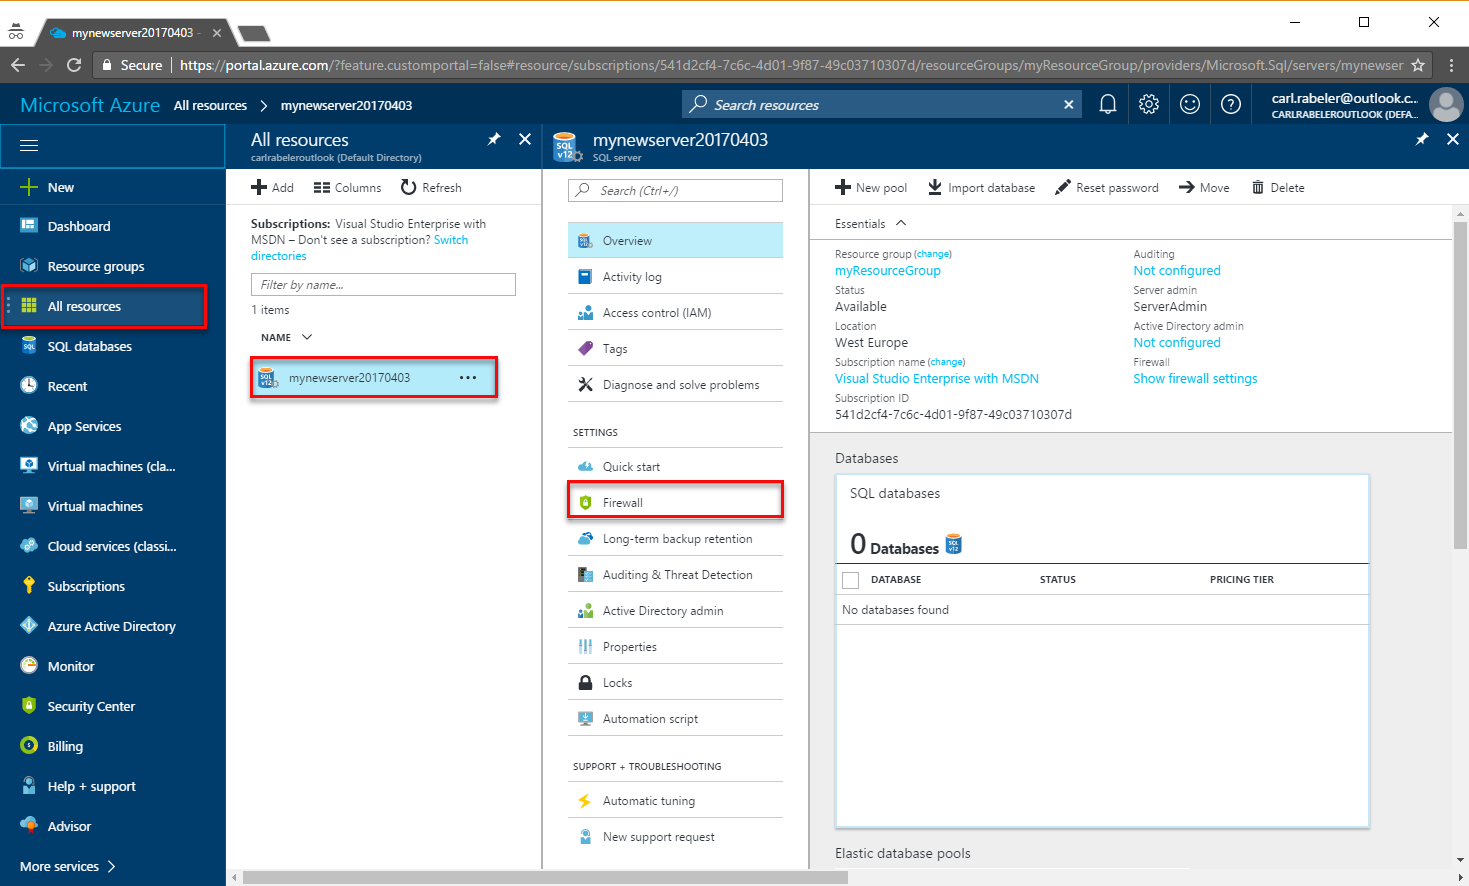 mynewserver20170403 -
Secure
https://portal.azure.com/?feature.customportal=false#resource/subscriptions/541d2cf4-7c6c-4d01-9f87-49c03710307d/resourceGroups/myResourceGroup/providers/Microsoft.Sql/servers/mynewser
Microsoft Azure All resources > mynewserver20170403
Search resources
carl.rabeler@outlook.c...
CARLRABELEROUTLOOK (DEFA...
New
Dashboard
Resource groups
All resources
SQL databases
Recent
App Services
Virtual machines (cla...
Virtual machines
Cloud services (classi...
Subscriptions
Azure Active Directory
Monitor
Security Center
Billing
Help + support
Advisor
More services >
All resources
carlrabeleroutlook (Default Directory)
Add Columns Refresh
Subscriptions: Visual Studio Enterprise with
MSDN – Don't see a subscription? Switch
directories
Filter by name...
1 items
NAME
mynewserver20170403 ...
mynewserver20170403
SQL server
Search (Ctrl+/)
Overview
Activity log
Access control (IAM)
Tags
Diagnose and solve problems
SETTINGS
Quick start
Firewall
Long-term backup retention
Auditing & Threat Detection
Active Directory admin
Properties
Locks
Automation script
SUPPORT + TROUBLESHOOTING
Automatic tuning
New support request
New pool Import database Reset password Move Delete
Essentials
Resource group (change)
myResourceGroup
Status
Available
Location
West Europe
Subscription name (change)
Visual Studio Enterprise with MSDN
Subscription ID
541d2cf4-7c6c-4d01-9f87-49c03710307d
Auditing
Not configured
Server admin
ServerAdmin
Active Directory admin
Not configured
Firewall
Show firewall settings
Databases
SQL databases
0 Databases
DATABASE STATUS PRICING TIER
No databases found
Elastic database pools